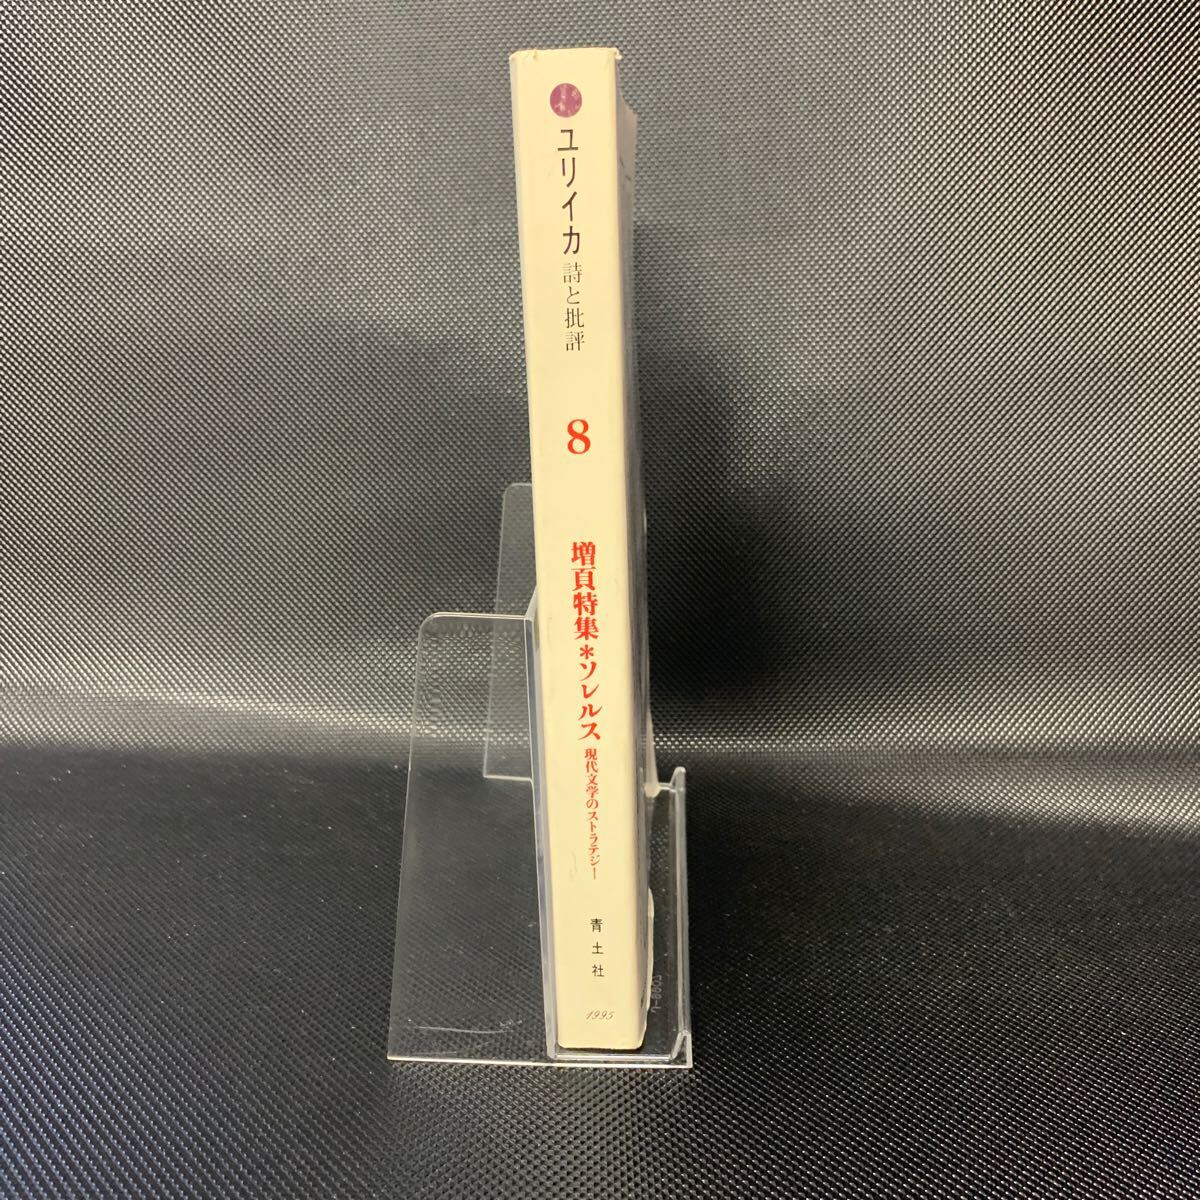 ユリイカ
詩と批評
8
増頁特集*ソレルス
現代文学のストラテジー
青土社
1995